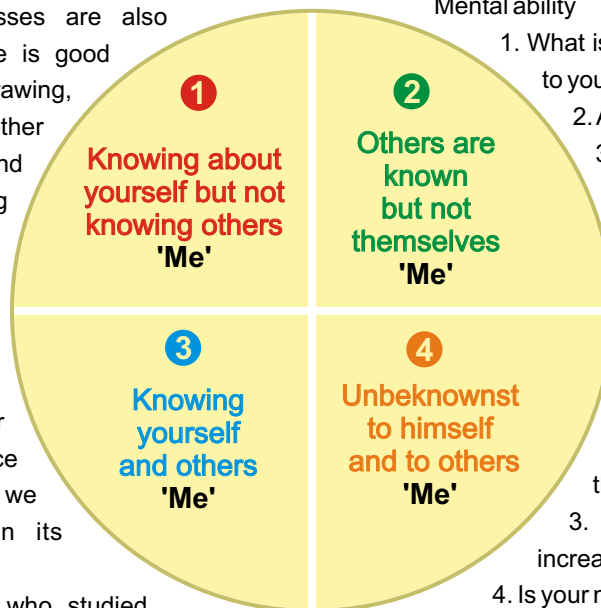 sses are also
e is good
rawing,
ther
nd
g
Mental ability
1. What is
to you
2. A
3
1
Knowing about
yourself but not
knowing others
'Me'
2
Others are
known
but not
themselves
'Me'
3
Knowing
yourself
and others
'Me'
4
Unbeknownst
to himself
and to others
'Me'
r
ce
we
n its
who studied
t
3.
increa
4. Is your